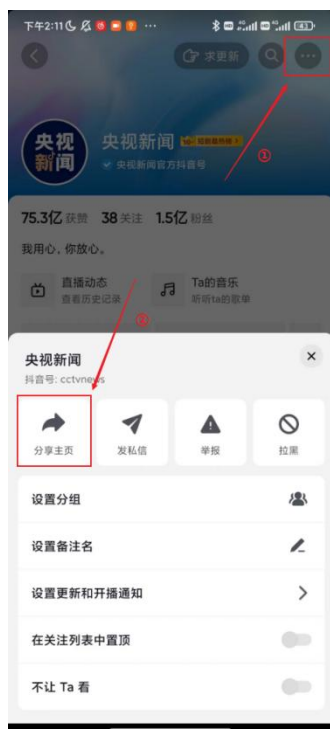 下午2:11
求更新
央视新闻
央视新闻
央视新闻官方抖音号
①
75.3亿 获赞 38 关注 1.5亿 粉丝
我用心，你放心。
直播动态
查看历史记录
Ta的音乐
听听ta的歌单
②
央视新闻
抖音号: cctvnews
分享主页
发私信
举报
拉黑
设置分组
设置备注名
设置更新和开播通知
在关注列表中置顶
不让 Ta 看